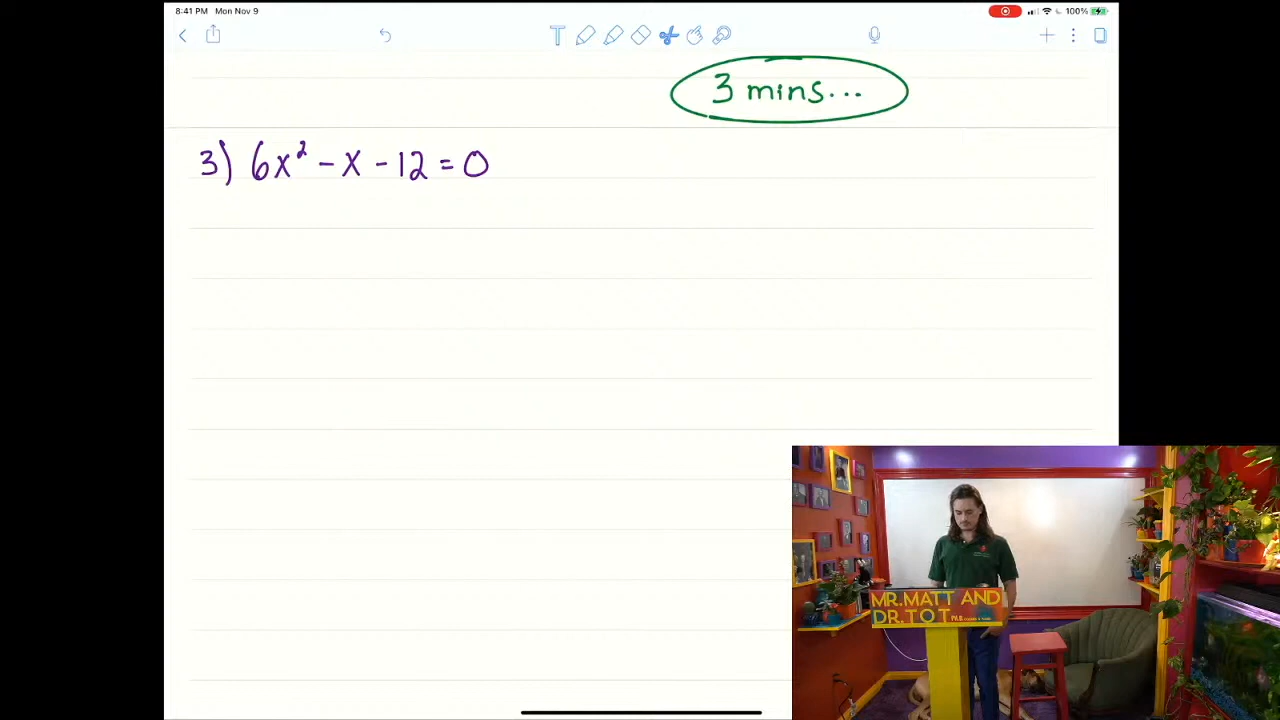 8:41 PM Mon Nov 9
100%
T
3 mins...
3) 6x² - x - 12 = 0
MR.MATT AND
DR.TOT